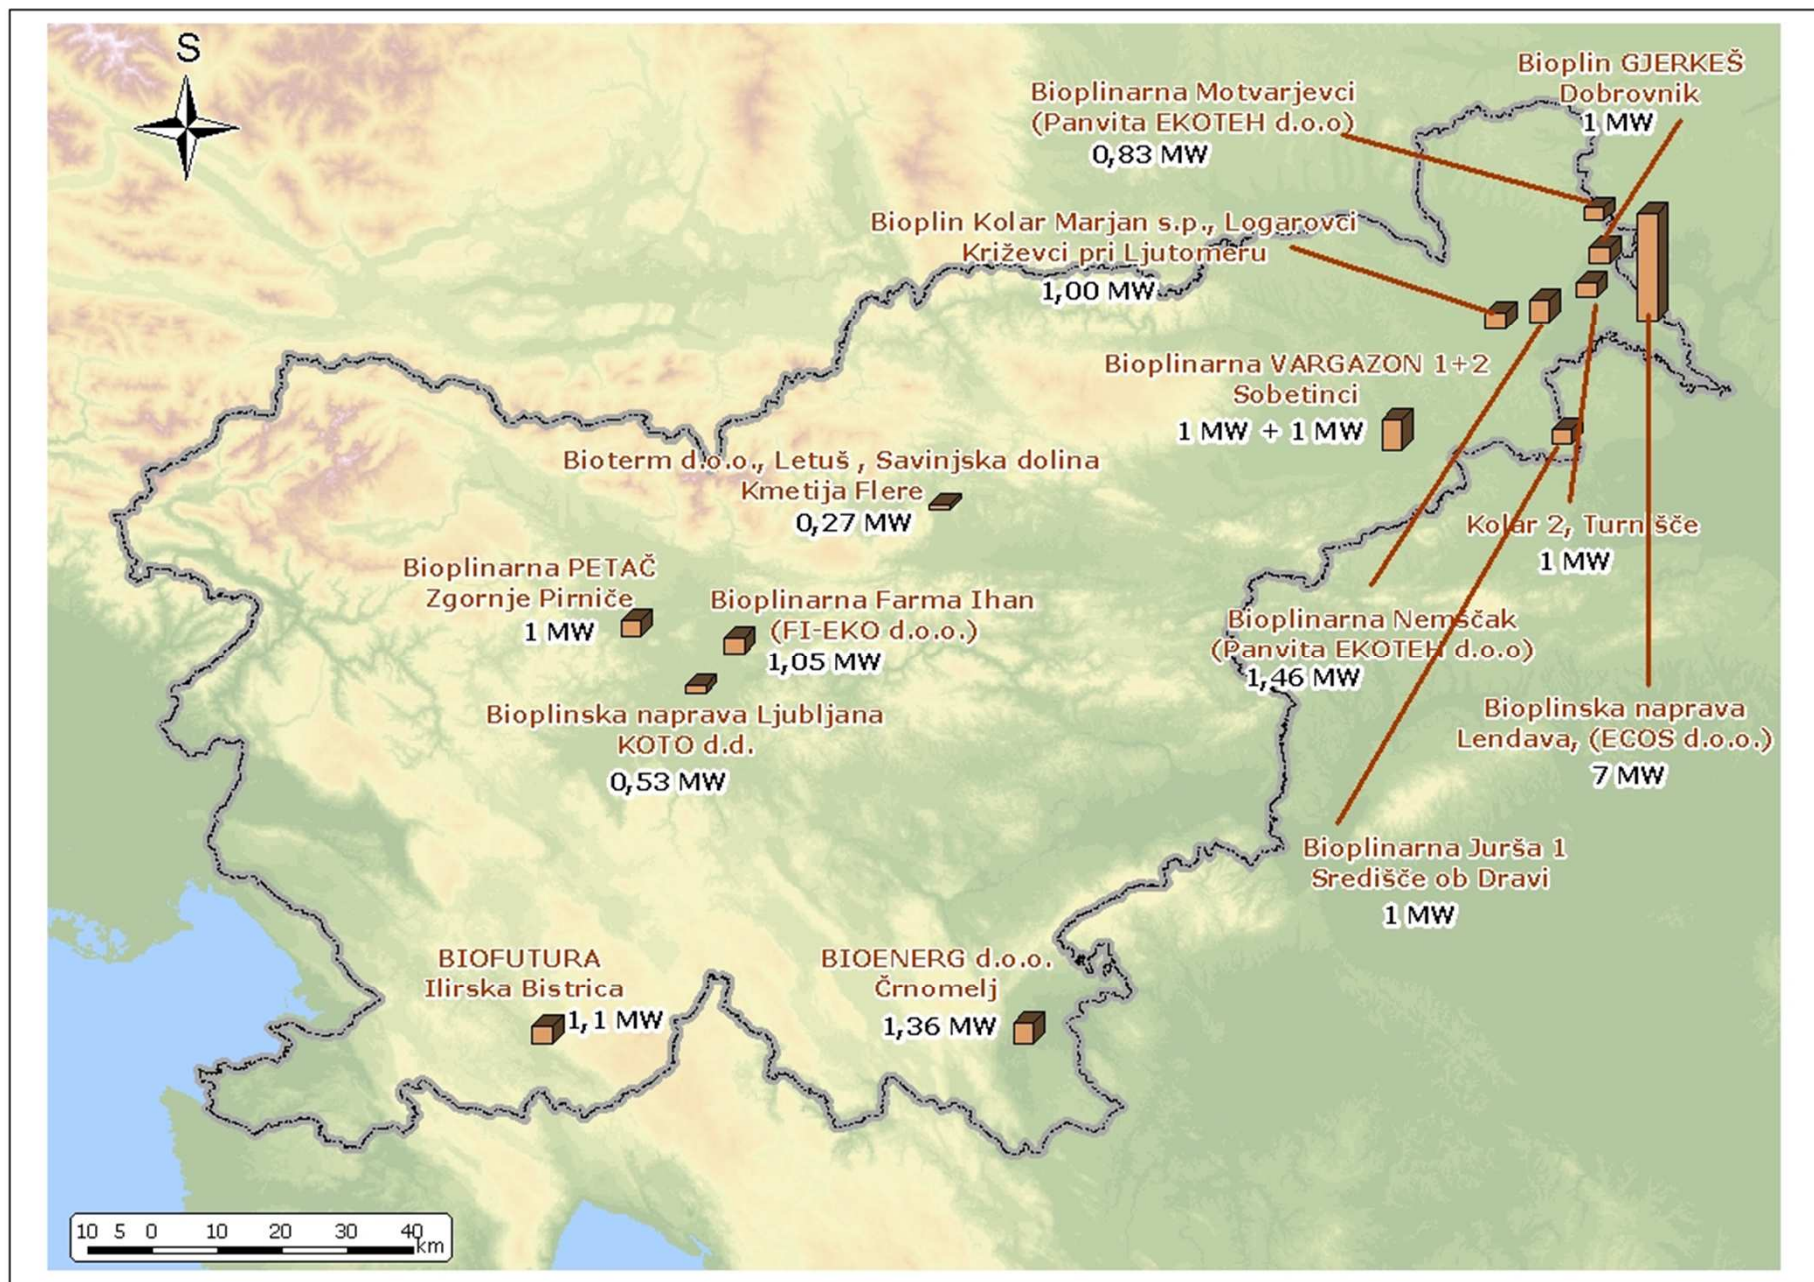 S
Bioplin GJERKEŠ
Dobrovnik
1 MW
Bioplinarna Motvarjevci
(Panvita EKOTEH d.o.o)
0,83 MW
Bioplin Kolar Marjan s.p., Logarovci
Križevci pri Ljutomeru
1,00 MW
Bioplinarna VARGAZON 1+2
Sobetinci
1 MW + 1 MW
Bioterm d.o.o., Letuš , Savinjska dolina
Kmetija Flere
0,27 MW
Kolar 2, Turnišče
1 MW
Bioplinarna PETAČ
Zgornje Pirniče
1 MW
Bioplinarna Farma Ihan
(FI-EKO d.o.o.)
1,05 MW
Bioplinarna Nemščak
(Panvita EKOTEH d.o.o)
1,46 MW
Bioplinska naprava Ljubljana
KOTO d.d.
0,53 MW
Bioplinska naprava
Lendava, (ECOS d.o.o.)
7 MW
Bioplinarna Jurša 1
Središče ob Dravi
1 MW
BIOFUTURA
Ilirska Bistrica
1,1 MW
BIOENERG d.o.o.
Črnomelj
1,36 MW
10 5 0 10 20 30 40
km